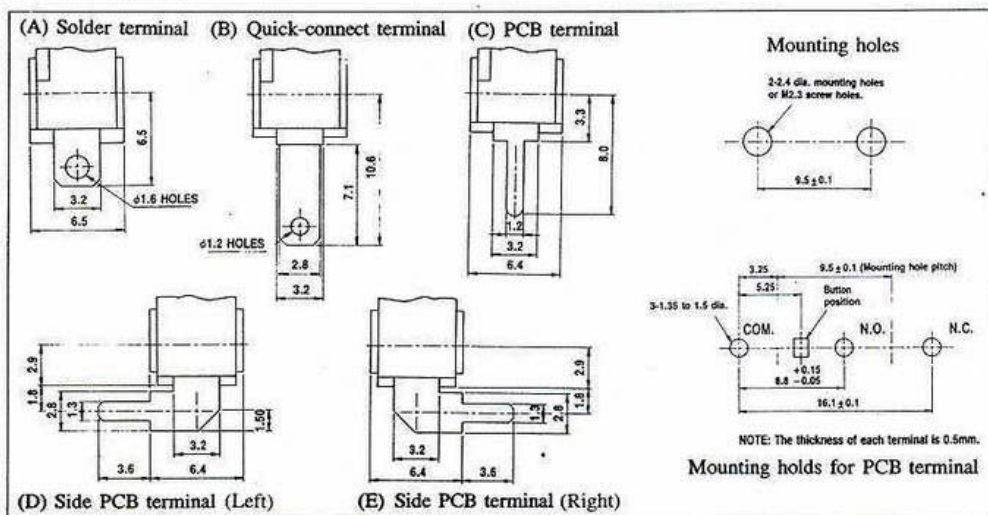 (A) Solder terminal
(B) Quick-connect terminal
(C) PCB terminal
6.5
ϕ1.6 HOLES
3.2
6.5
10.6
7.1
ϕ1.2 HOLES
2.8
3.2
3.3
8.0
1.2
3.2
6.4
Mounting holes
2-2.4 dia. mounting holes
or M2.3 screw holes.
9.5±0.1
3.25
9.5±0.1 (Mounting hole pitch)
5.25
Button
position
3-1.35 to 1.5 dia.
COM.
N.O.
N.C.
8.8 +0.15 -0.05
16.1±0.1
NOTE: The thickness of each terminal is 0.5mm.
Mounting holds for PCB terminal
2.9
1.8
2.8
1.3
1.50
3.2
3.6
6.4
(D) Side PCB terminal (Left)
2.9
1.8
2.8
1.3
3.2
6.4
3.6
(E) Side PCB terminal (Right)